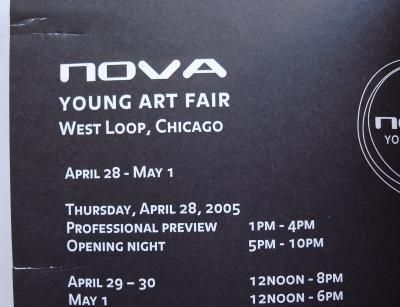 NOVA
YOUNG ART FAIR
WEST LOOP, CHICAGO
APRIL 28 - MAY 1
THURSDAY, APRIL 28, 2005
PROFESSIONAL PREVIEW 1PM - 4PM
OPENING NIGHT 5PM - 10PM
APRIL 29 – 30 12NOON - 8PM
MAY 1 12NOON - 6PM